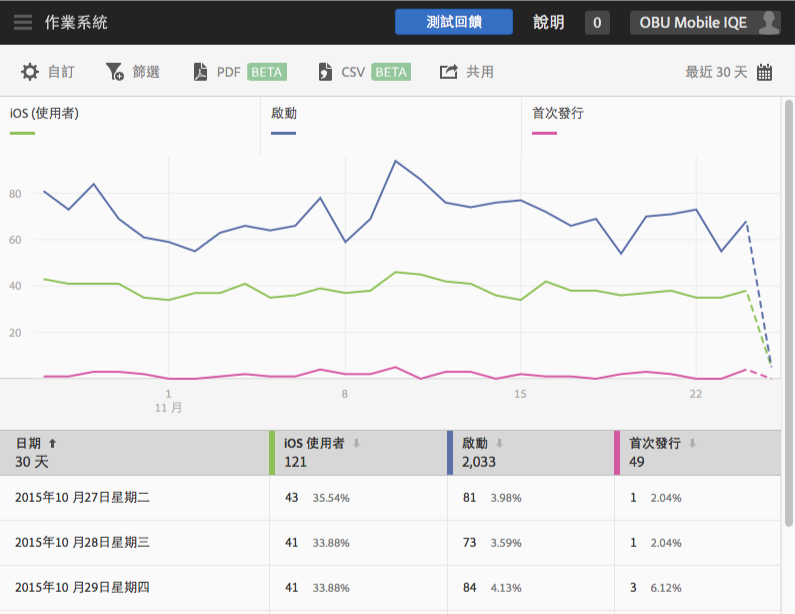 作業系統 測試回饋 說明 0 OBU Mobile IQE
自訂 篩選 PDF BETA CSV BETA 共用 最近 30 天
iOS (使用者) 啟動 首次發行
80
60
40
20
1 8 15 22
11 月
日期 iOS 使用者 啟動 首次發行
30 天 121 2,033 49
2015年10 月27日星期二 43 35.54% 81 3.98% 1 2.04%
2015年10 月28日星期三 41 33.88% 73 3.59% 1 2.04%
2015年10 月29日星期四 41 33.88% 84 4.13% 3 6.12%